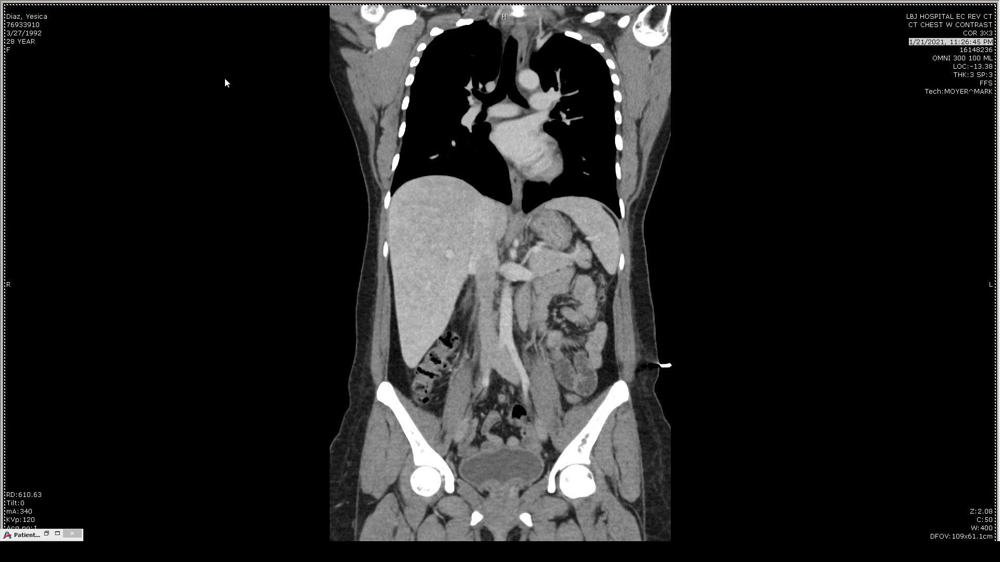 Diaz, Yesica
76933910
3/27/1992
28 YEAR
F
H
LBJ HOSPITAL EC REV CT
CT CHEST W CONTRAST
COR 3X3
1/21/2021, 11:26:45 PM
16148236
OMNI 300 100 ML
LOC:-13.38
THK:3 SP:3
FFS
Tech:MOYER^MARK
R
L
RD:610.63
Tilt:0
mA:340
KVp:120
Acq no:1
Patient...
Z:2.08
C:50
W:400
DFOV:109x61.1cm